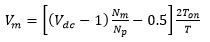 V_m = [(V_dc − 1) N_m/N_p − 0.5] 2T_on/T